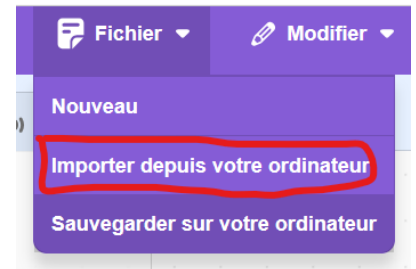 Fichier Modifier
Nouveau
Importer depuis votre ordinateur
Sauvegarder sur votre ordinateur